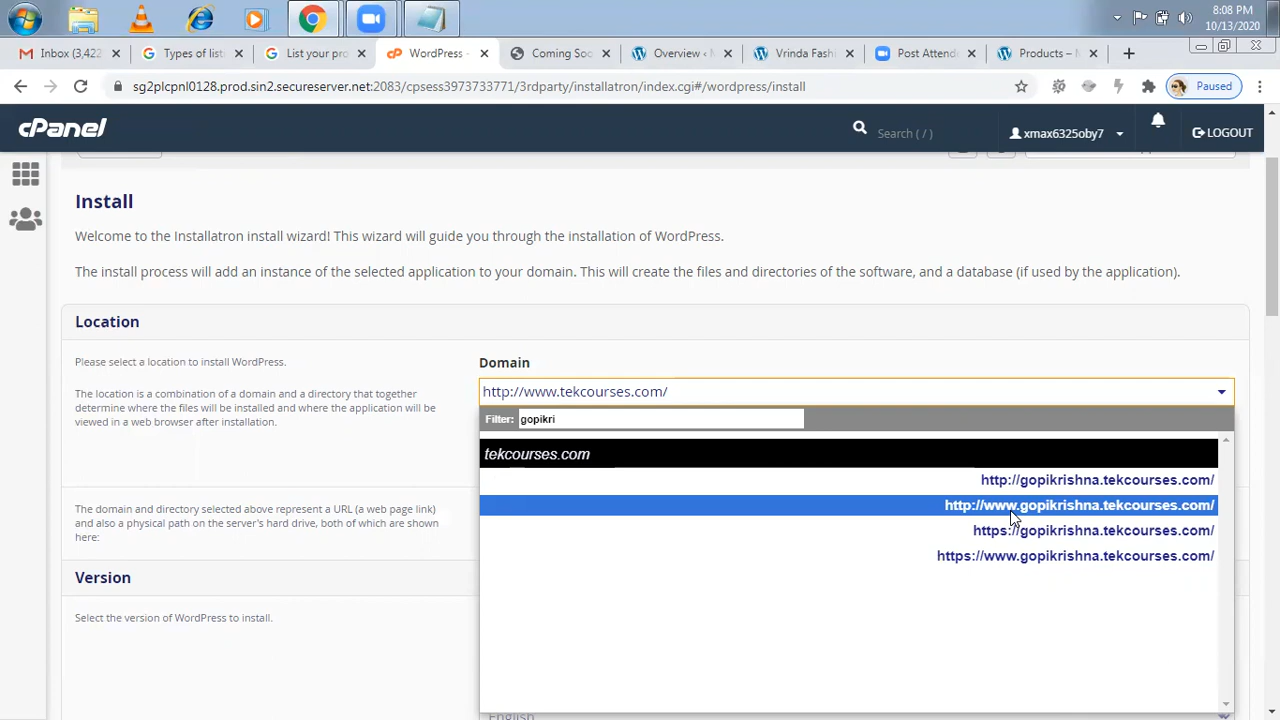 8:08 PM
10/13/2020
Inbox (3,422
Types of list
List your pro
WordPress -
Coming Soo
Overview ‹
Vrinda Fashi
Post Attend
Products –
sg2plcpnl0128.prod.sin2.secureserver.net:2083/cpsess3973733771/3rdparty/installatron/index.cgi#/wordpress/install
Paused
cPanel
Search ( / )
xmax6325oby7
LOGOUT
Install
Welcome to the Installatron install wizard! This wizard will guide you through the installation of WordPress.
The install process will add an instance of the selected application to your domain. This will create the files and directories of the software, and a database (if used by the application).
Location
Please select a location to install WordPress.
The location is a combination of a domain and a directory that together
determine where the files will be installed and where the application will be
viewed in a web browser after installation.
Domain
http://www.tekcourses.com/
Filter: gopikri
tekcourses.com
http://gopikrishna.tekcourses.com/
http://www.gopikrishna.tekcourses.com/
https://gopikrishna.tekcourses.com/
https://www.gopikrishna.tekcourses.com/
The domain and directory selected above represent a URL (a web page link)
and also a physical path on the server's hard drive, both of which are shown
here:
Version
Select the version of WordPress to install.
English